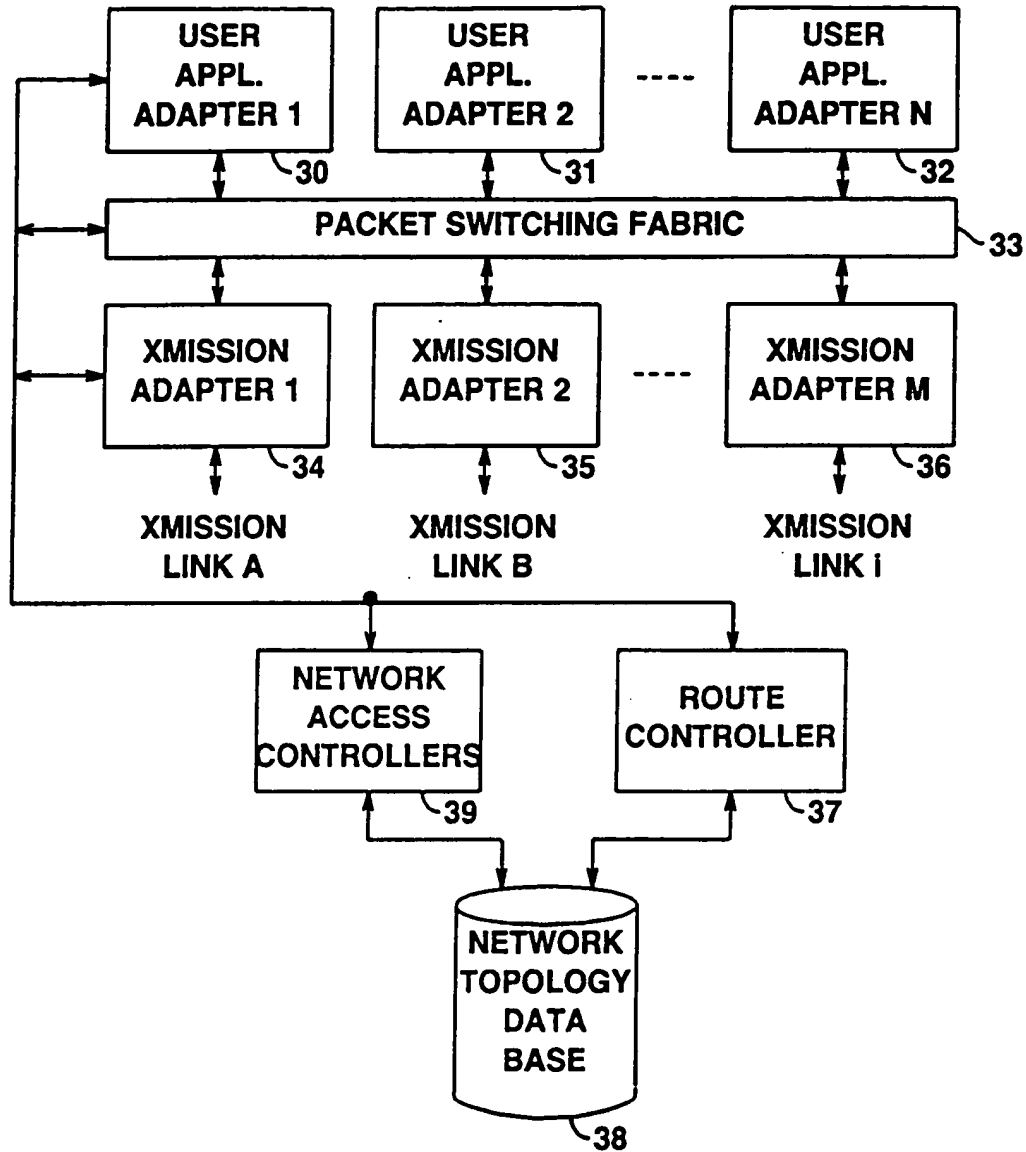 USER
APPL.
ADAPTER 1
USER
APPL.
ADAPTER 2
USER
APPL.
ADAPTER N
30
31
32
PACKET SWITCHING FABRIC
33
XMISSION
ADAPTER 1
XMISSION
ADAPTER 2
XMISSION
ADAPTER M
34
35
36
XMISSION
LINK A
XMISSION
LINK B
XMISSION
LINK i
NETWORK
ACCESS
CONTROLLERS
ROUTE
CONTROLLER
39
37
NETWORK
TOPOLOGY
DATA
BASE
38